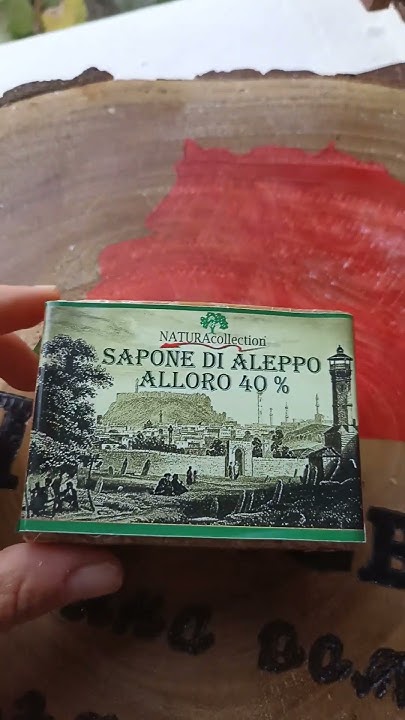 NATURAcollection
SAPONE DI ALEPPO
ALLORO 40 %